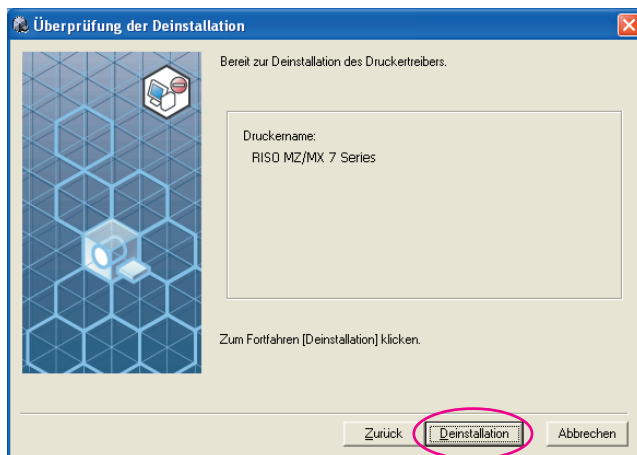 Überprüfung der Deinstallation
Bereit zur Deinstallation des Druckertreibers.
Druckername:
RISO MZ/MX 7 Series
Zum Fortfahren [Deinstallation] klicken.
Zurück Deinstallation Abbrechen